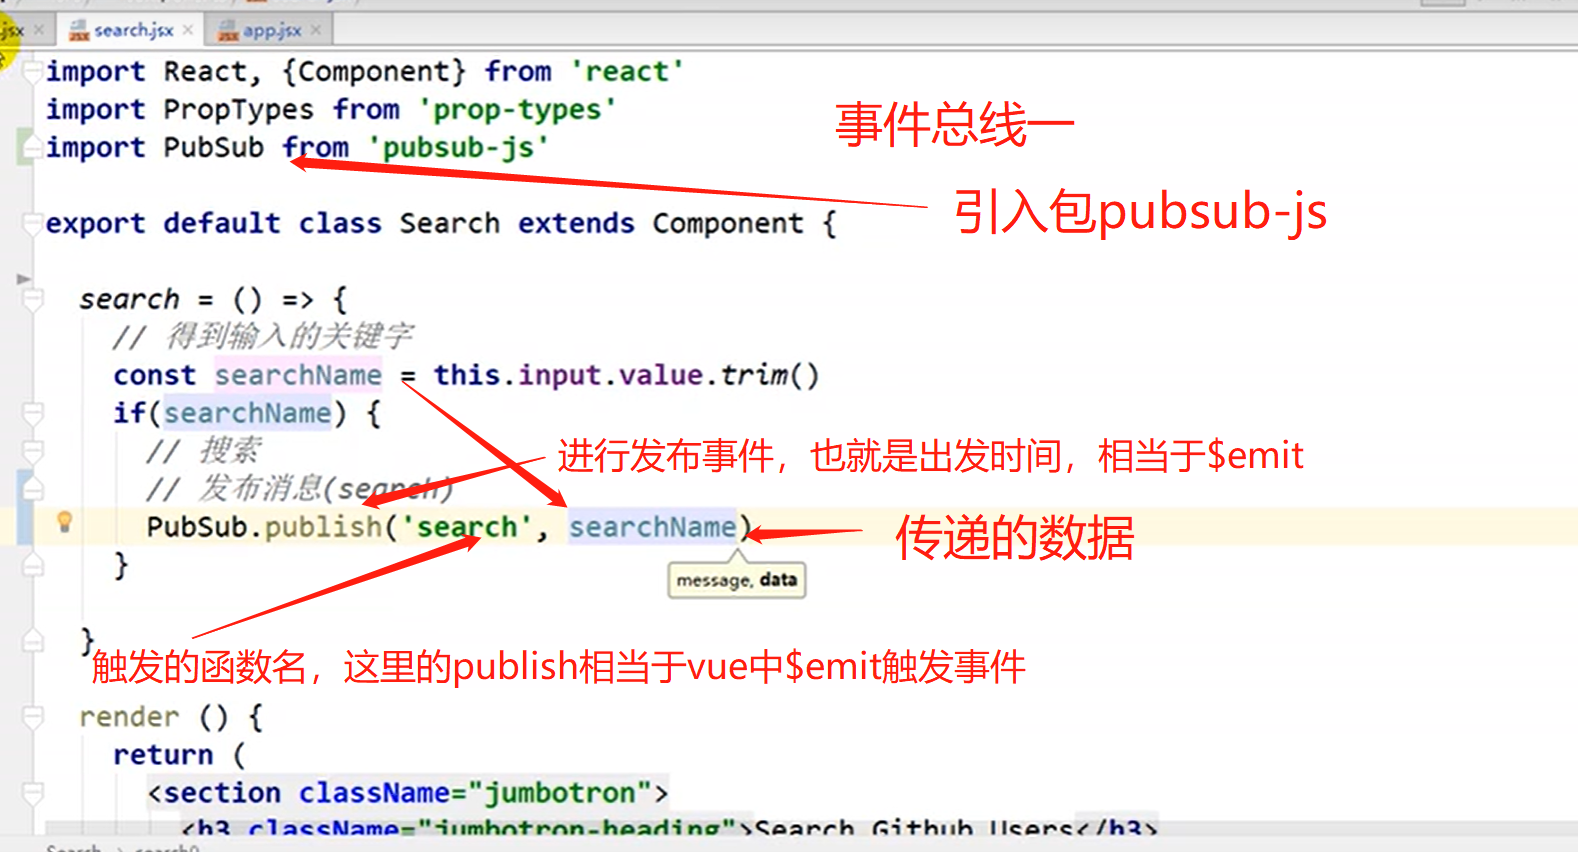 .jsx
search.jsx
app.jsx
import React, {Component} from 'react'
import PropTypes from 'prop-types'
事件总线一
import PubSub from 'pubsub-js'
引入包pubsub-js
export default class Search extends Component {
search = () => {
// 得到输入的关键字
const searchName = this.input.value.trim()
if(searchName) {
// 搜索
进行发布事件，也就是出发时间，相当于$emit
// 发布消息(search)
PubSub.publish('search', searchName)
传递的数据
}
message, data
}
触发的函数名，这里的publish相当于vue中$emit触发事件
render () {
return (
<section className="jumbotron">
<h3 className="jumbotron-heading">Search Github Users</h3>